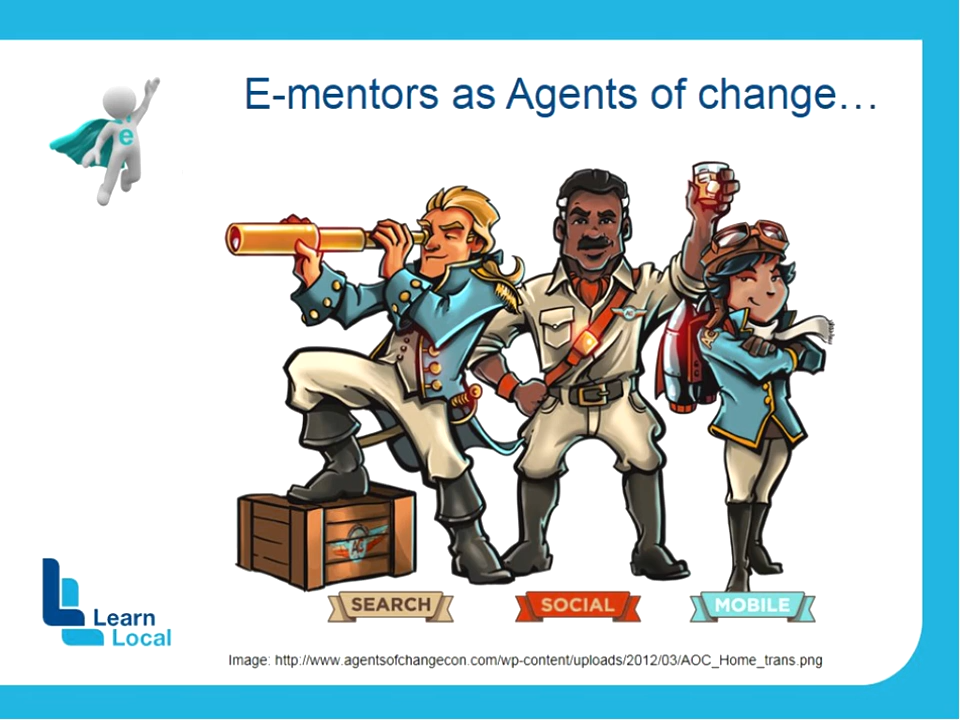 E-mentors as Agents of change…
e
SEARCH
SOCIAL
MOBILE
Learn
Local
Image: http://www.agentsofchangecon.com/wp-content/uploads/2012/03/AOC_Home_trans.png